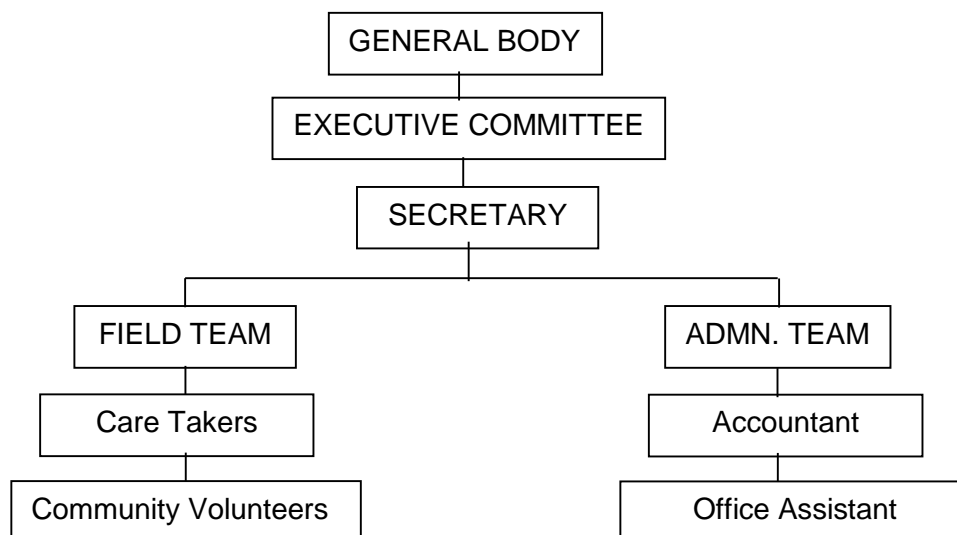 GENERAL BODY
EXECUTIVE COMMITTEE
SECRETARY
FIELD TEAM
ADMN. TEAM
Care Takers
Accountant
Community Volunteers
Office Assistant